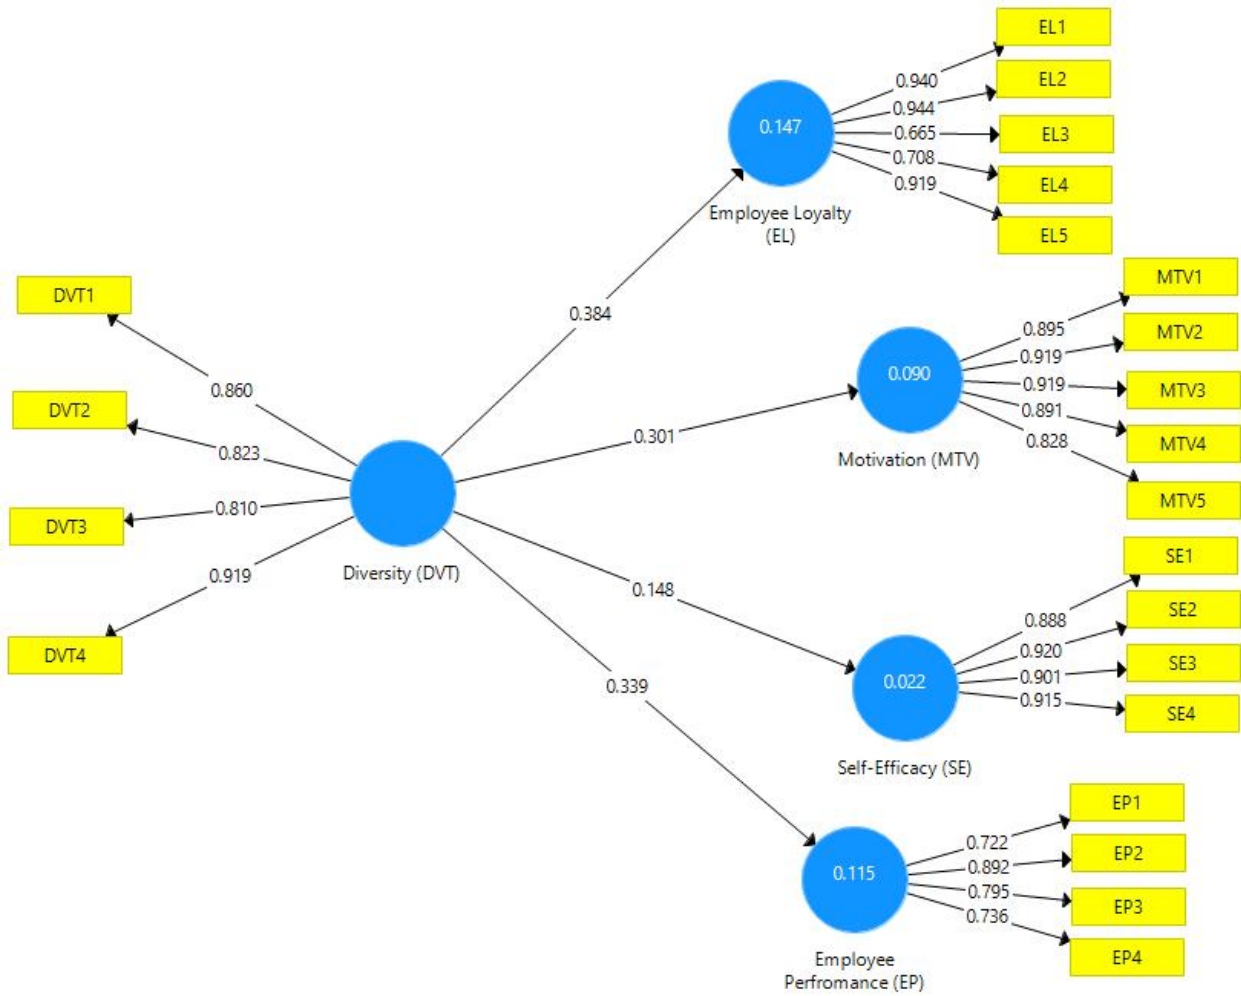 EL1
0.940
EL2
0.944
0.147
EL3
0.665
EL4
0.708
0.919
EL5
Employee Loyalty
(EL)
0.384
MTV1
0.895
MTV2
0.919
0.090
MTV3
0.919
MTV4
0.891
0.828
MTV5
Motivation (MTV)
0.301
DVT1
0.860
DVT2
0.823
DVT3
0.810
DVT4
0.919
Diversity (DVT)
0.148
SE1
0.888
SE2
0.920
0.022
SE3
0.901
SE4
0.915
Self-Efficacy (SE)
0.339
EP1
0.722
EP2
0.892
0.115
EP3
0.795
EP4
0.736
Employee
Perfromance (EP)